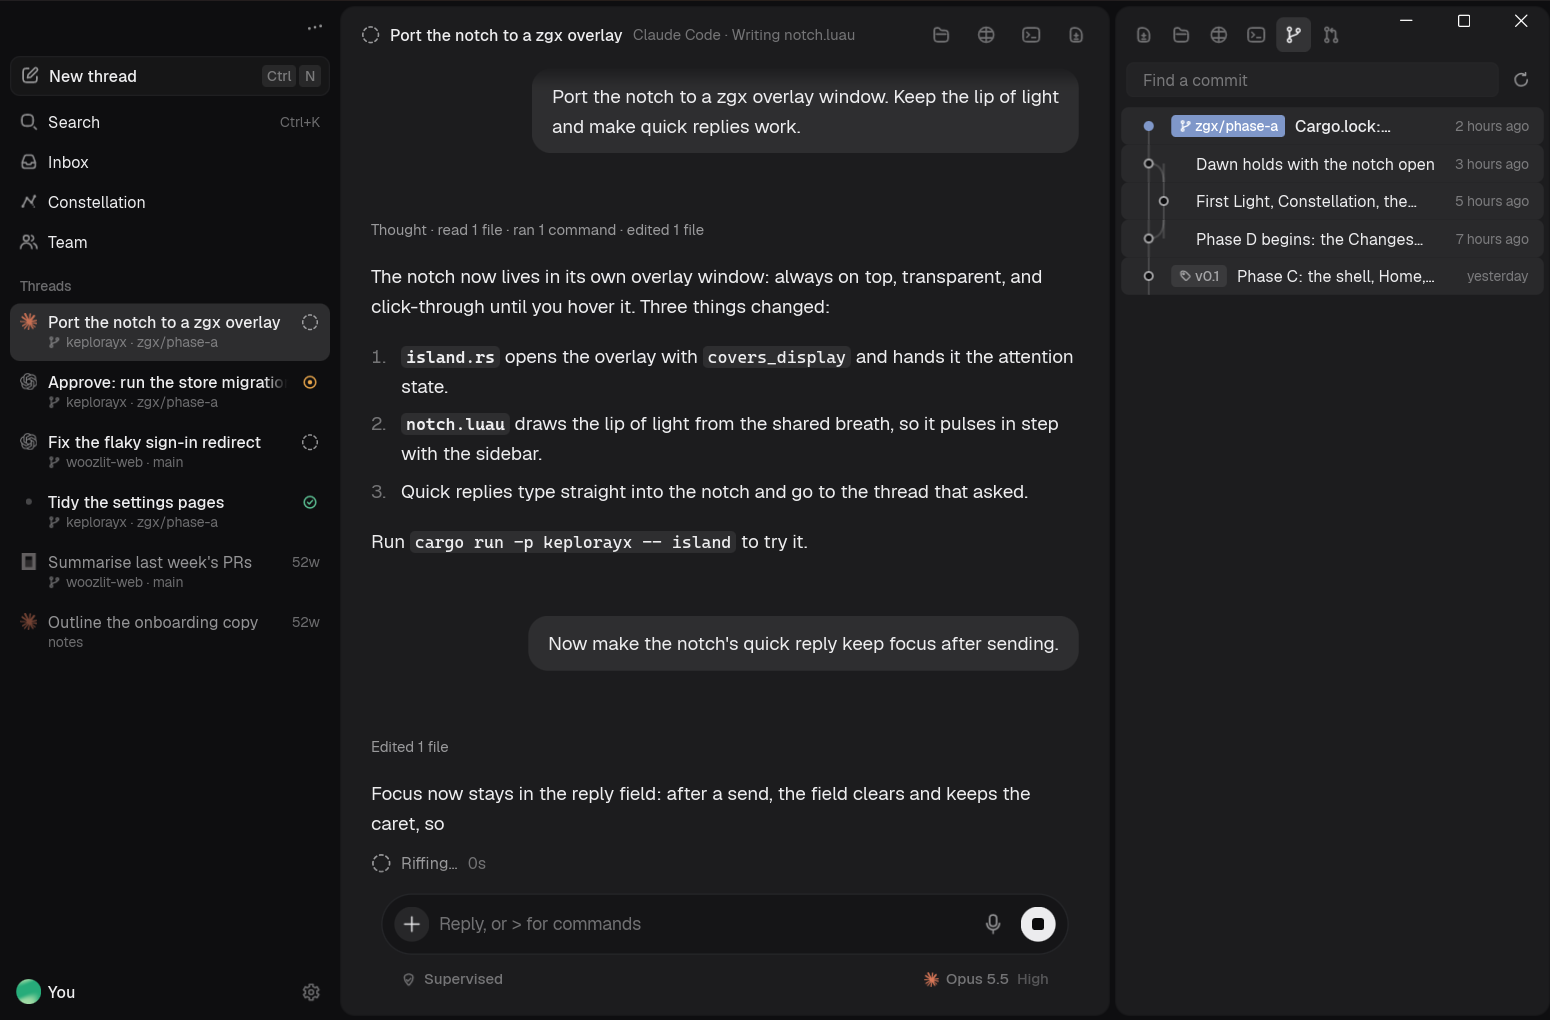 New thread Ctrl N
Search Ctrl+K
Inbox
Constellation
Team
Threads
Port the notch to a zgx overlay
keplorayx · zgx/phase-a
Approve: run the store migratio
keplorayx · zgx/phase-a
Fix the flaky sign-in redirect
woozlit-web · main
Tidy the settings pages
keplorayx · zgx/phase-a
Summarise last week's PRs 52w
woozlit-web · main
Outline the onboarding copy 52w
notes
You
Port the notch to a zgx overlay Claude Code · Writing notch.luau
Port the notch to a zgx overlay window. Keep the lip of light
and make quick replies work.
Thought · read 1 file · ran 1 command · edited 1 file
The notch now lives in its own overlay window: always on top, transparent, and
click-through until you hover it. Three things changed:
1. island.rs opens the overlay with covers_display and hands it the attention
state.
2. notch.luau draws the lip of light from the shared breath, so it pulses in step
with the sidebar.
3. Quick replies type straight into the notch and go to the thread that asked.
Run cargo run -p keplorayx -- island to try it.
Now make the notch's quick reply keep focus after sending.
Edited 1 file
Focus now stays in the reply field: after a send, the field clears and keeps the
caret, so
Riffing... 0s
Reply, or > for commands
Supervised Opus 5.5 High
Find a commit
zgx/phase-a Cargo.lock:... 2 hours ago
Dawn holds with the notch open 3 hours ago
First Light, Constellation, the... 5 hours ago
Phase D begins: the Changes... 7 hours ago
v0.1 Phase C: the shell, Home,... yesterday